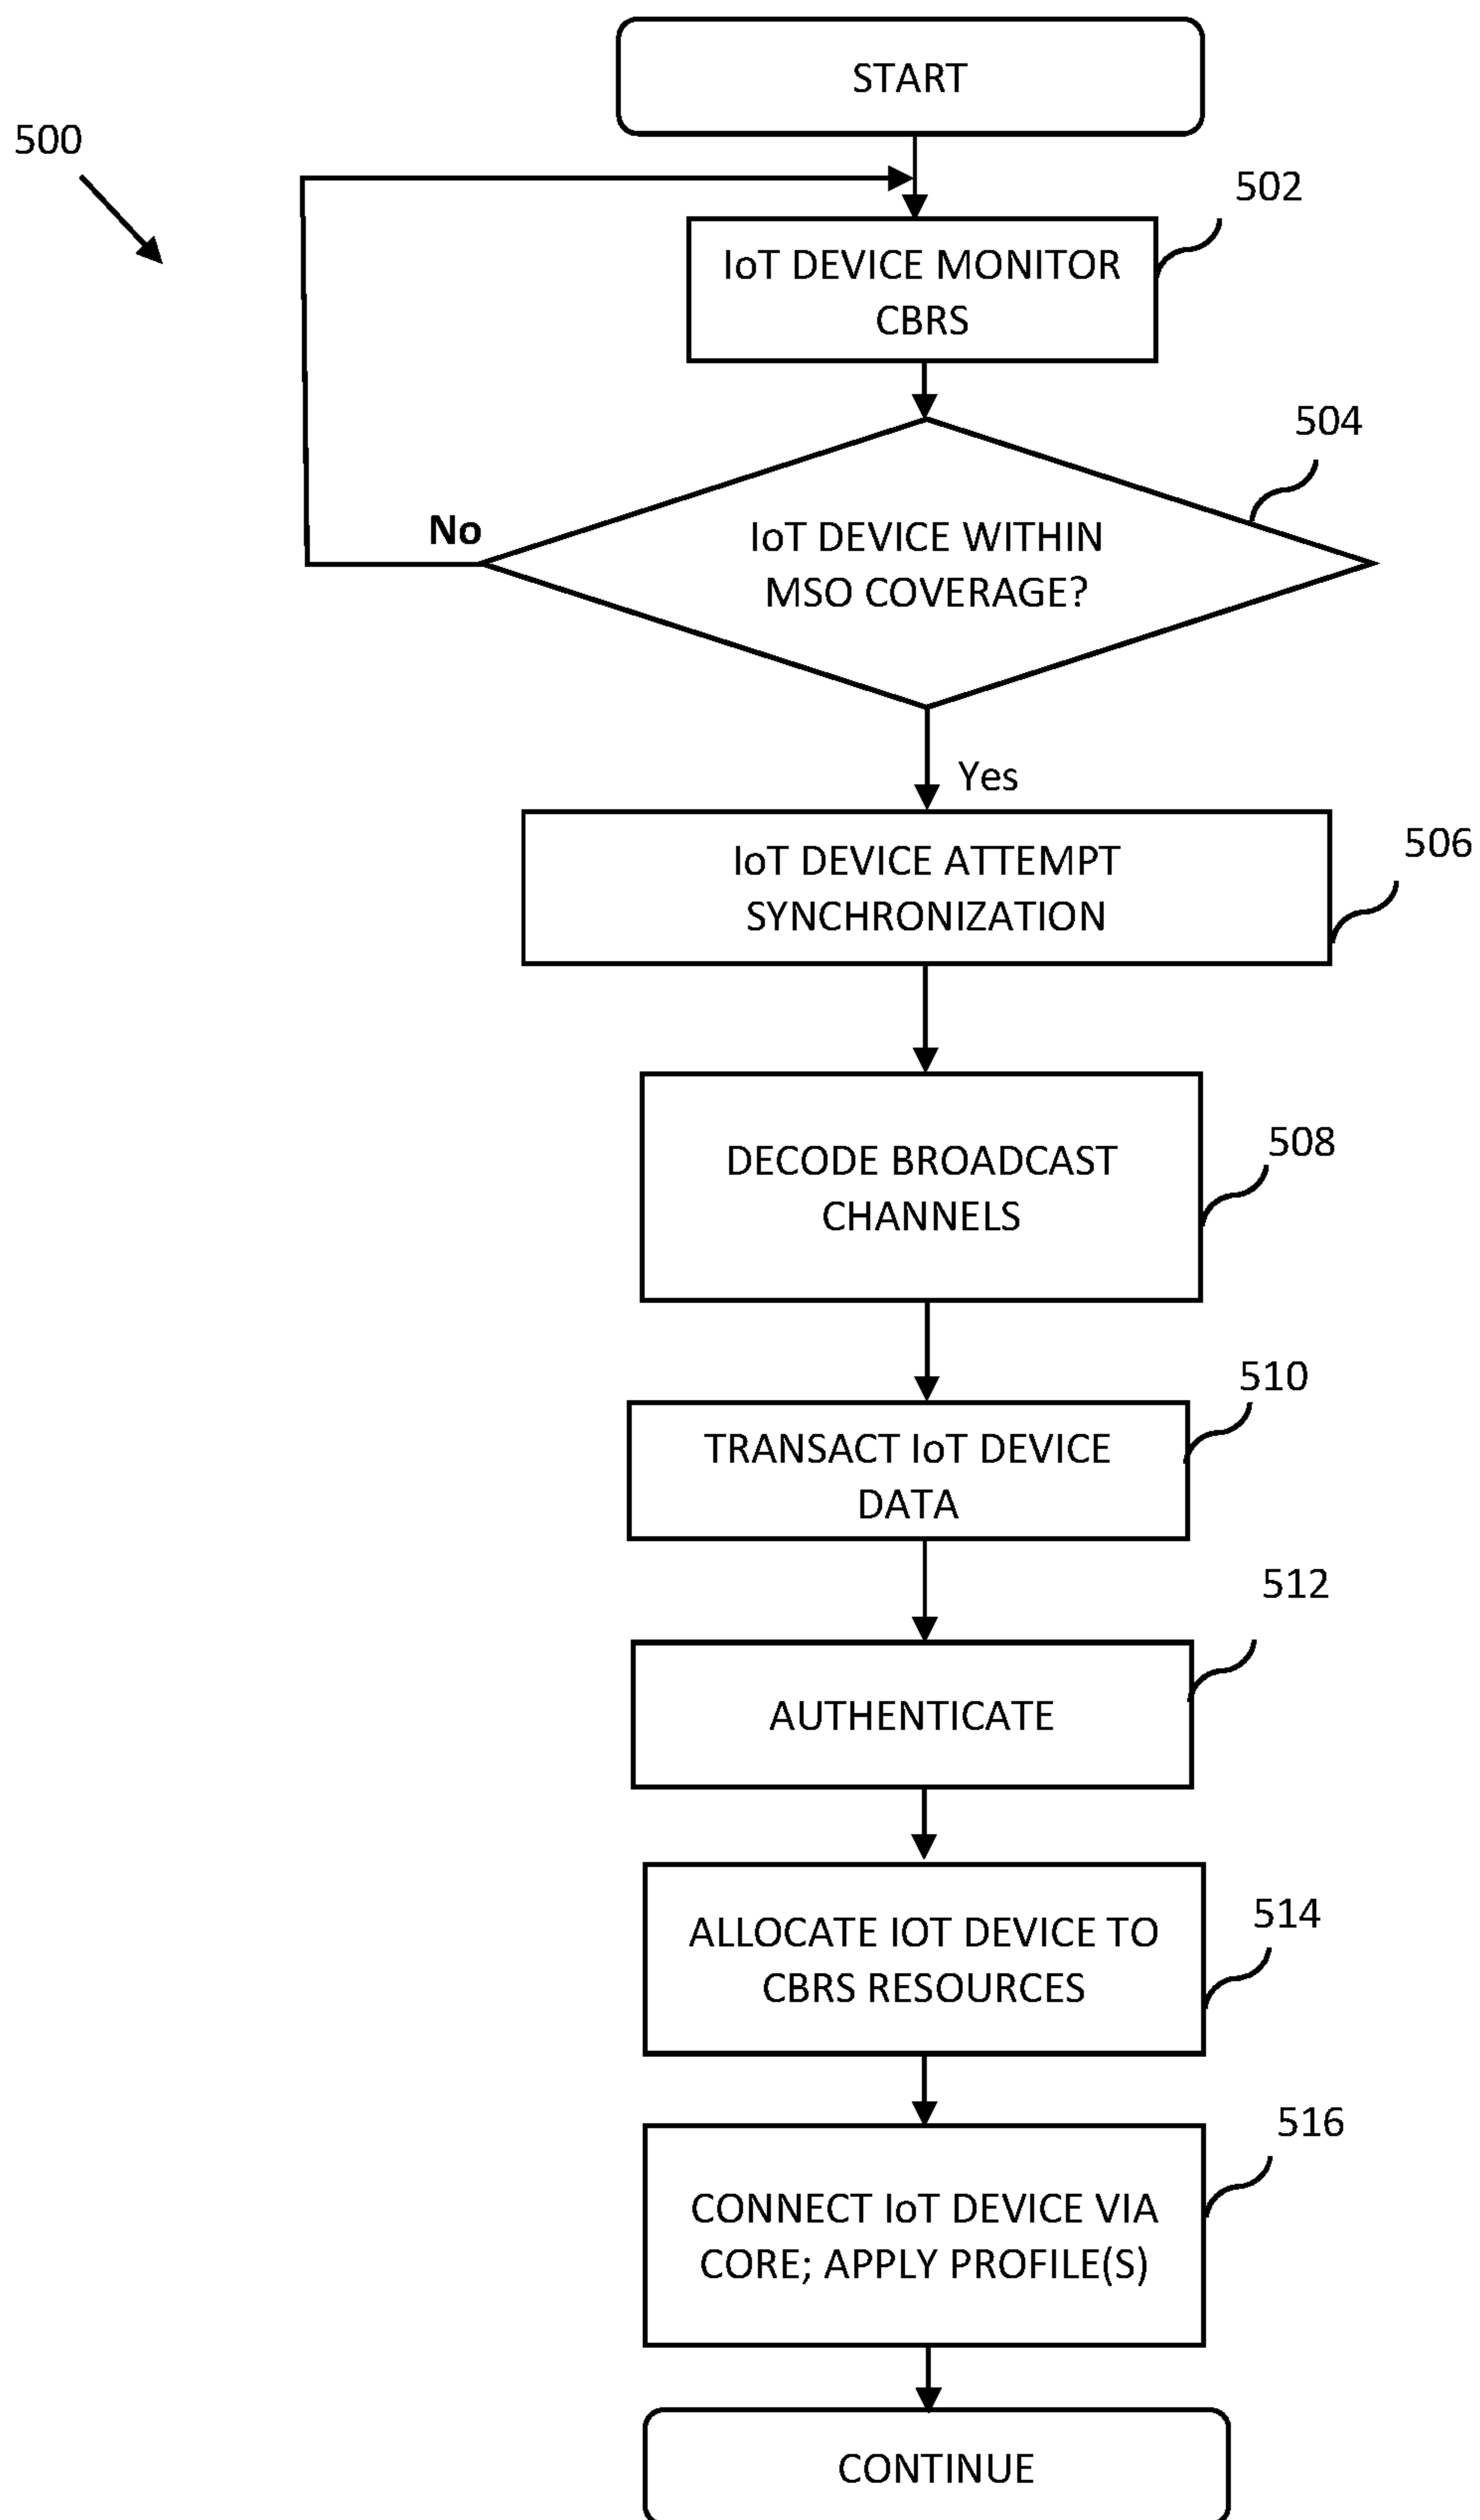 START
500
502
IoT DEVICE MONITOR
CBRS
504
No
IoT DEVICE WITHIN
MSO COVERAGE?
Yes
506
IoT DEVICE ATTEMPT
SYNCHRONIZATION
508
DECODE BROADCAST
CHANNELS
510
TRANSACT IoT DEVICE
DATA
512
AUTHENTICATE
514
ALLOCATE IOT DEVICE TO
CBRS RESOURCES
516
CONNECT IoT DEVICE VIA
CORE; APPLY PROFILE(S)
CONTINUE